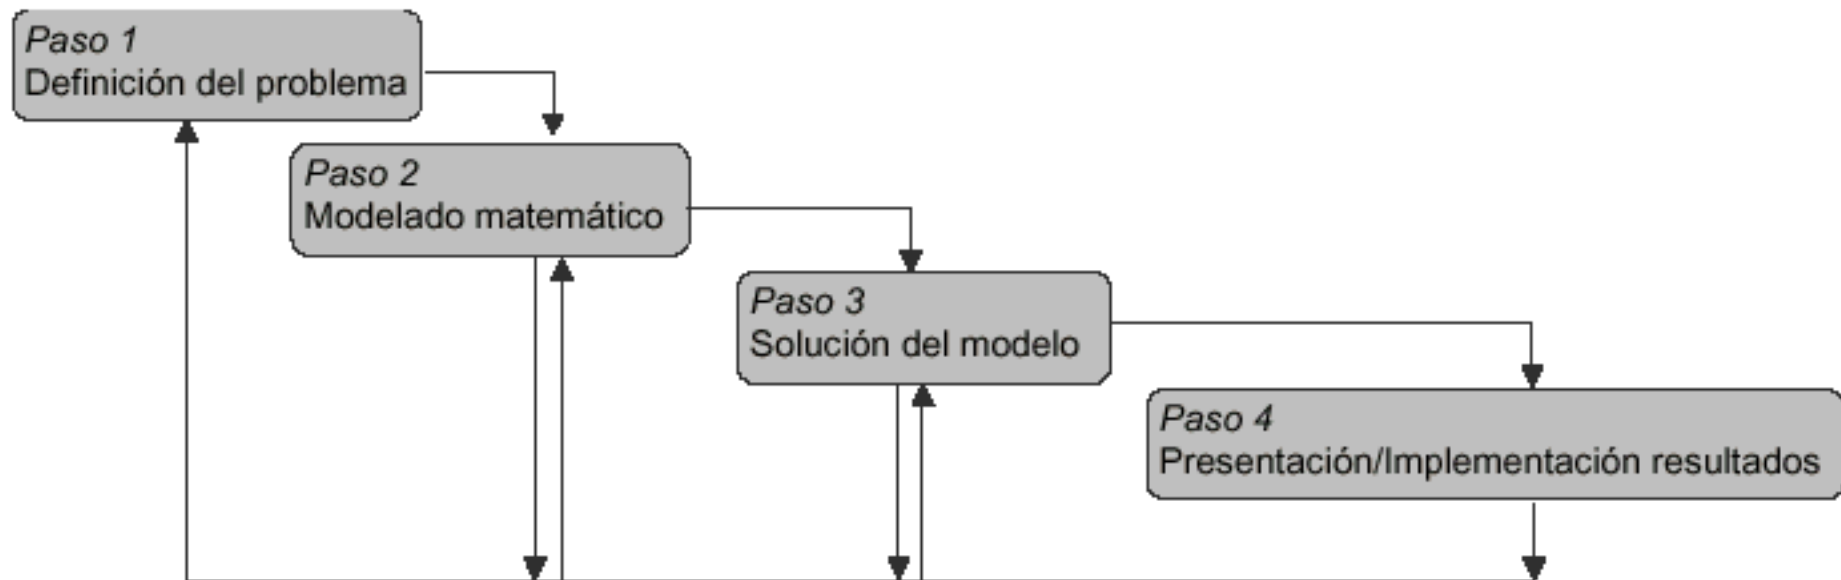 Paso 1
Definición del problema
Paso 2
Modelado matemático
Paso 3
Solución del modelo
Paso 4
Presentación/Implementación resultados